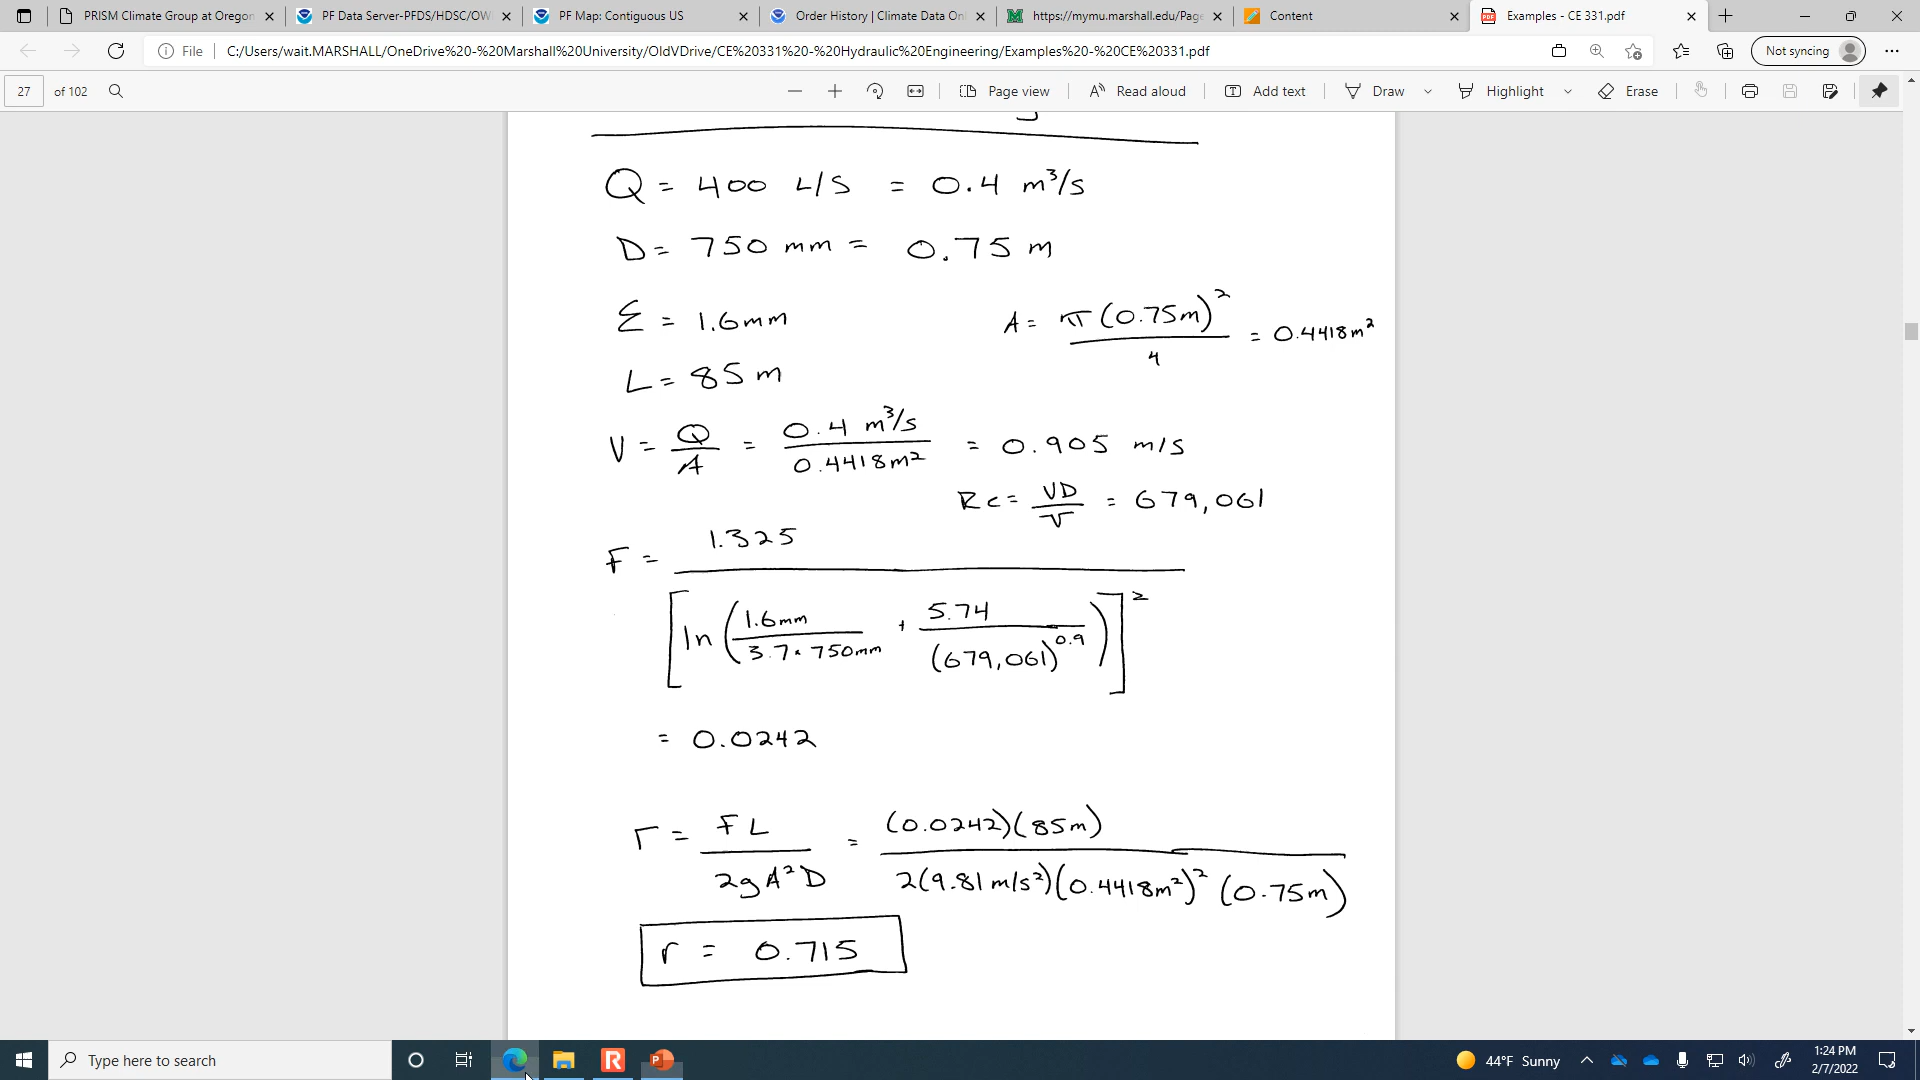 PRISM Climate Group at Oregon
PF Data Server-PFDS/HDSC/OW
PF Map: Contiguous US
Order History | Climate Data On
https://mymu.marshall.edu/Page
Content
Examples - CE 331.pdf
File
C:/Users/wait.MARSHALL/OneDrive%20-%20Marshall%20University/OldVDrive/CE%20331%20-%20Hydraulic%20Engineering/Examples%20-%20CE%20331.pdf
Not syncing
27 of 102
Page view
Read aloud
Add text
Draw
Highlight
Erase
Q = 400 L/S = 0.4 m³/s
D = 750 mm = 0.75 m
Ɛ = 1.6mm
A = π (0.75m)² / 4 = 0.4418m²
L = 85 m
V = Q/A = 0.4 m³/s / 0.4418m² = 0.905 m/s
Re = VD/ν = 679,061
F = 1.325 / [ln(1.6mm / 3.7 * 750mm + 5.74 / (679,061)^0.9)]²
= 0.0242
r = FL / 2gA²D = (0.0242)(85m) / 2(9.81m/s²)(0.4418m²)²(0.75m)
r = 0.715
Type here to search
44°F Sunny
1:24 PM
2/7/2022